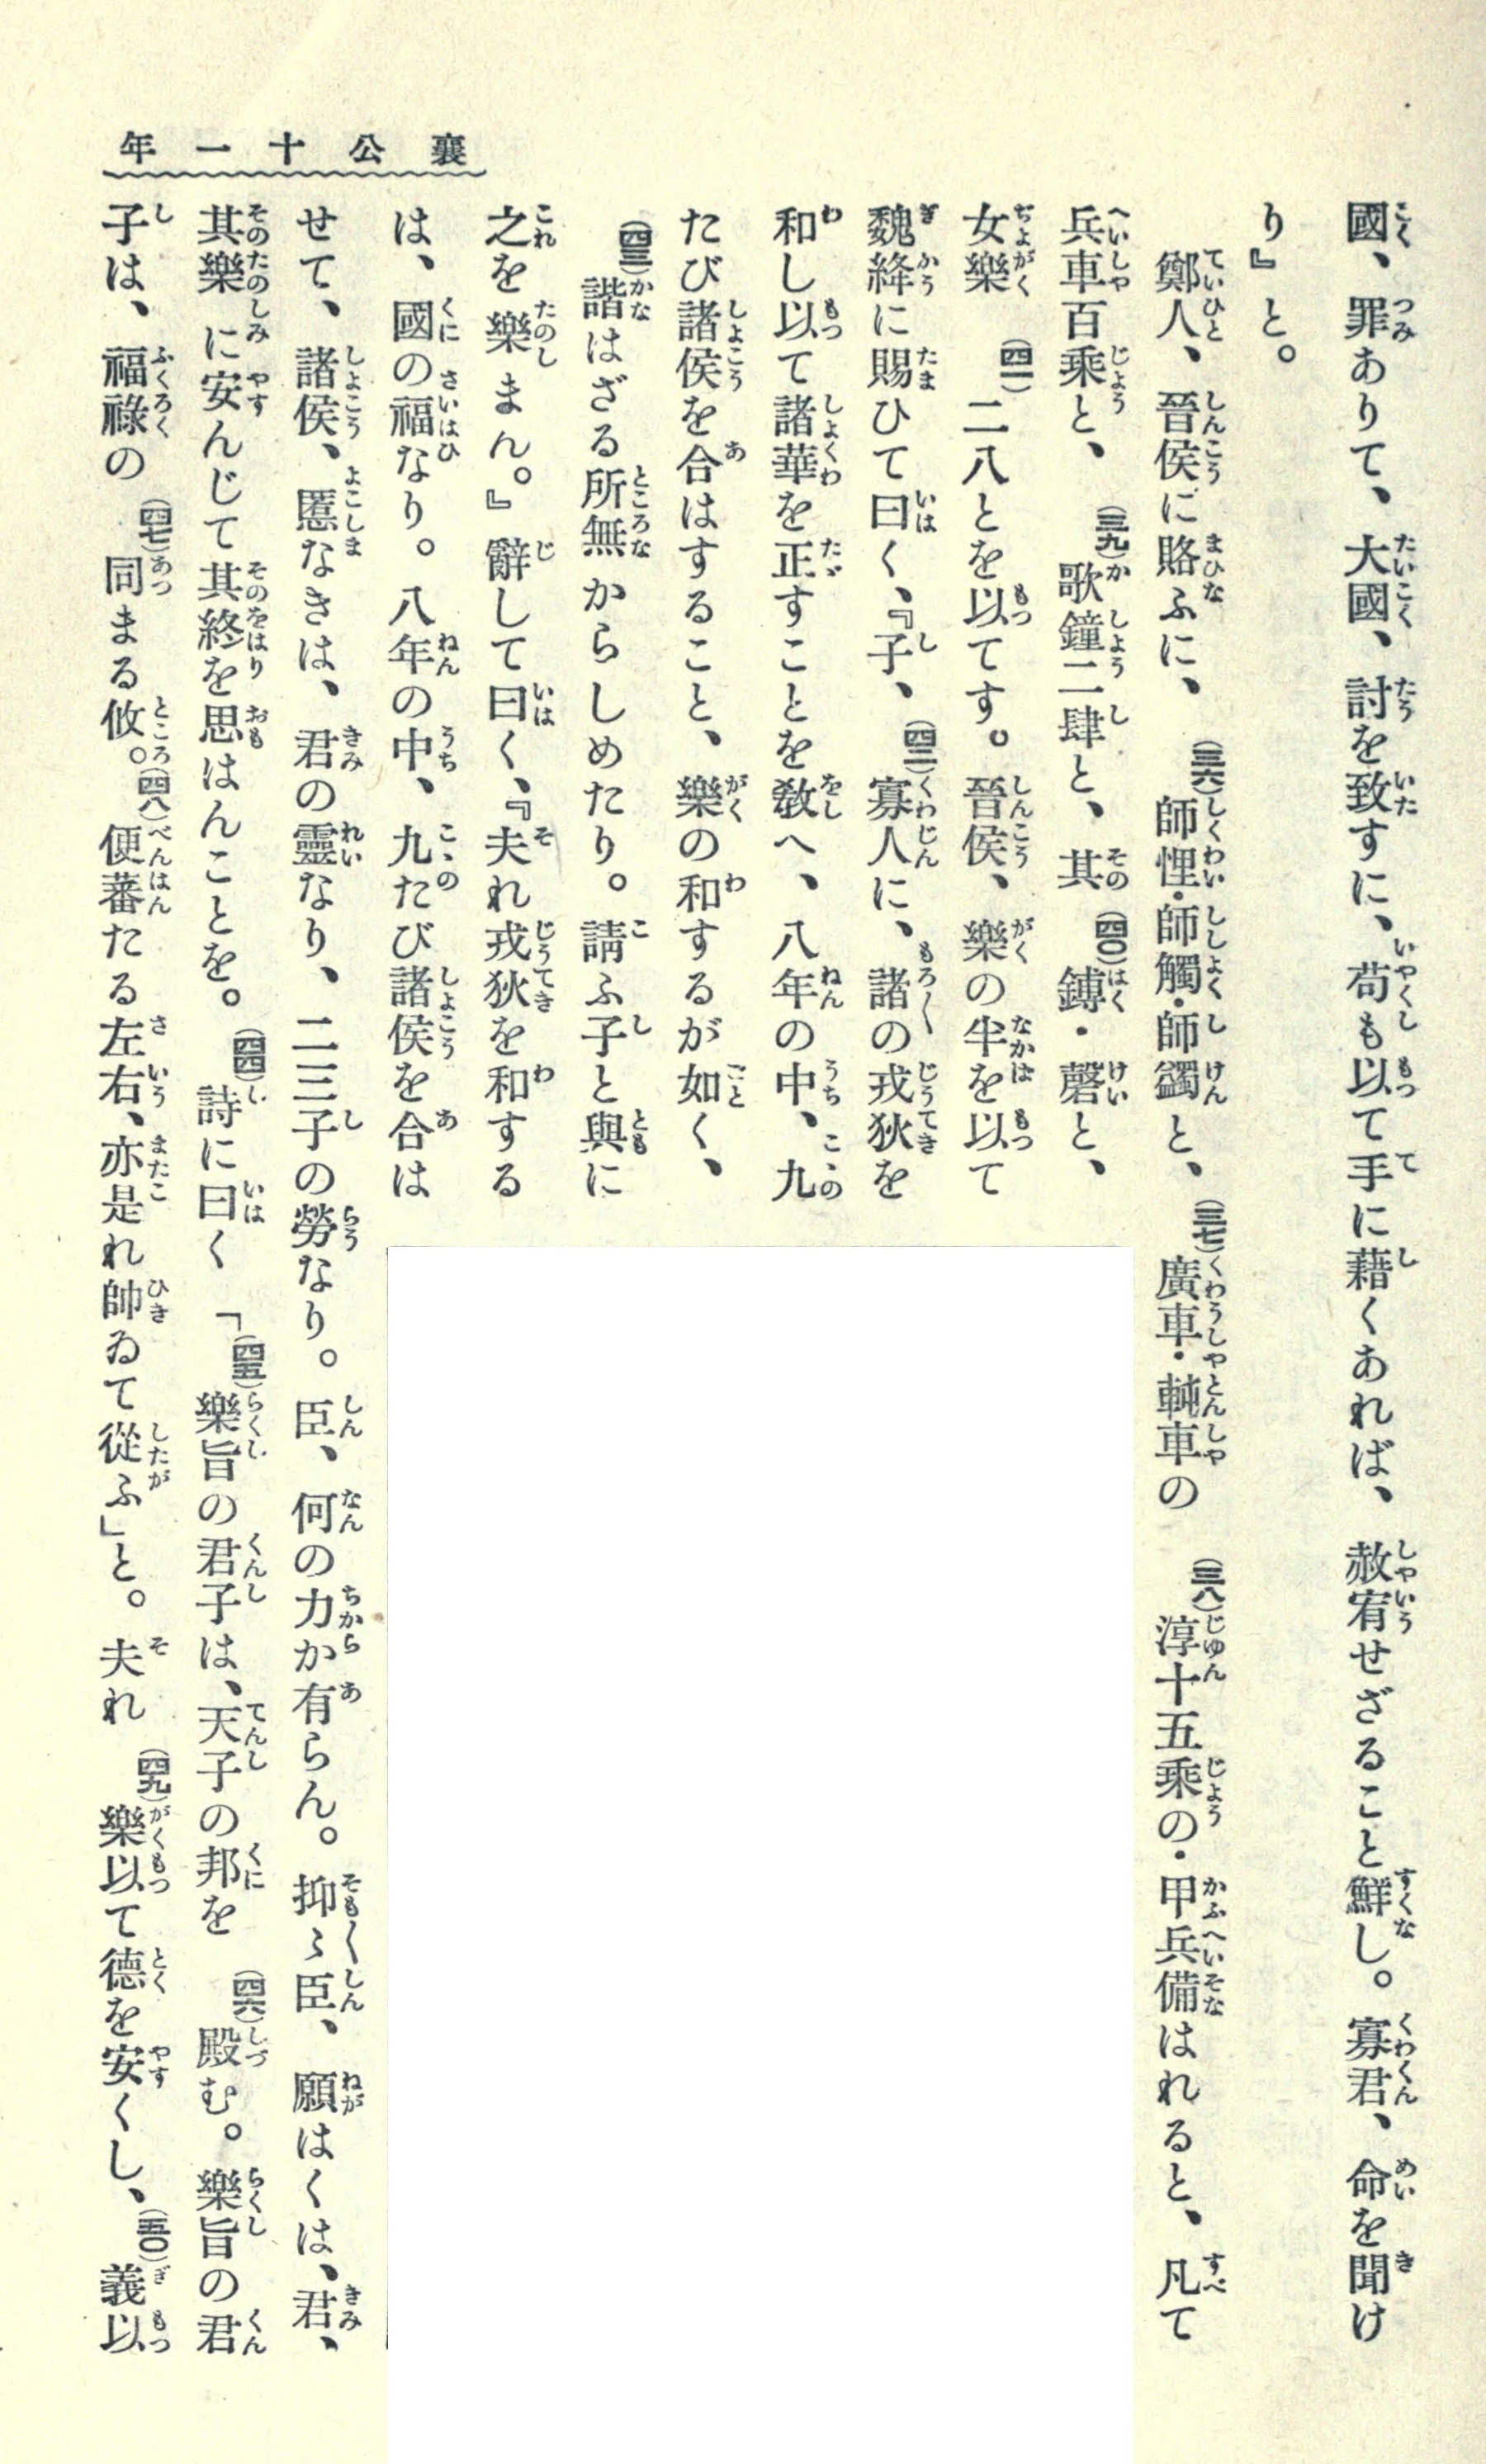 襄公十一年
國、罪ありて、大國、討を致すに、苟も以て手に藉くあれば、赦宥せざること鮮し。寡君、命を聞け
り』と。
鄭人、晉侯に賂ふに、(三六)師悝・師觸・師蠲と、(三七)廣車・軘車の(三八)淳十五乘の・甲兵備はれると、凡て
兵車百乘と、(三九)歌鐘二肆と、其(四〇)鎛・磬と、
女樂(四一)二八とを以てす。晉侯、樂の半を以て
魏絳に賜ひて曰く、『子、(四二)寡人に、諸の戎狄を
和し以て諸華を正すことを敎へ、八年の中、九
たび諸侯を合はすること、樂の和するが如く、
(四三)諧はざる所無からしめたり。請ふ子と與に
之を樂まん。』辭して曰く、『夫れ戎狄を和する
は、國の福なり。八年の中、九たび諸侯を合は
せて、諸侯、慝なきは、君の靈なり、二三子の勞なり。臣、何の力か有らん。抑〻臣、願はくは、君、
其樂に安んじて其終を思はんことを。(四四)詩に曰く「(四五)樂旨の君子は、天子の邦を(四六)殿む。樂旨の君
子は、福祿の(四七)同まる攸。(四八)便蕃たる左右、亦是れ帥ゐて從ふ」と。夫れ(四九)樂以て德を安くし、(五〇)義以